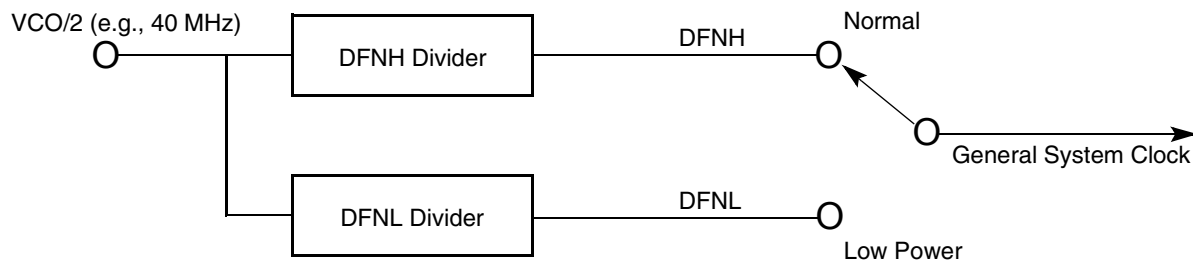 VCO/2 (e.g., 40 MHz)
DFNH Divider
DFNH
Normal
General System Clock
DFNL Divider
DFNL
Low Power